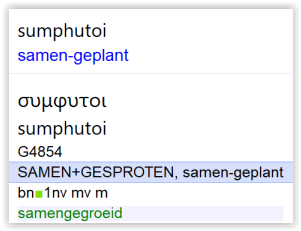 sumphutoi
samen-geplant
συμφυτοι
sumphutoi
G4854
SAMEN+GESPROTEN, samen-geplant
bn■1nv mv m
samengegroeid